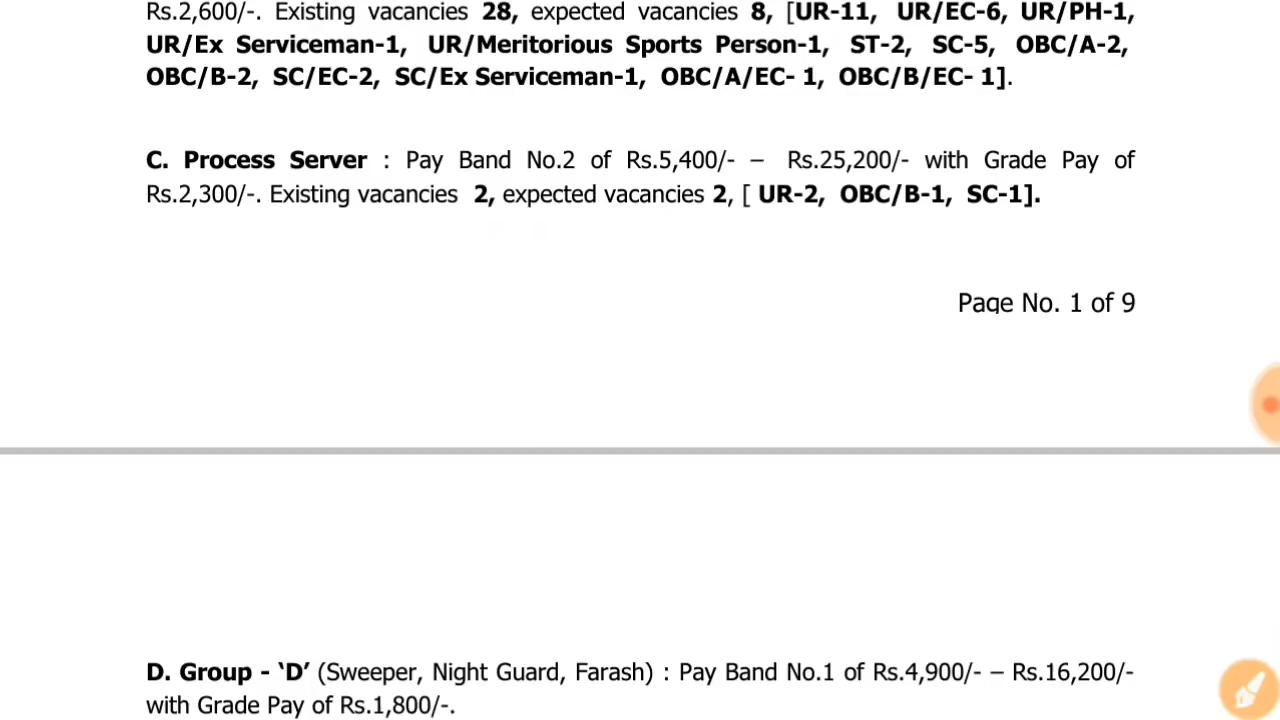 Rs.2,600/-. Existing vacancies 28, expected vacancies 8, [UR-11, UR/EC-6, UR/PH-1,
UR/Ex Serviceman-1, UR/Meritorious Sports Person-1, ST-2, SC-5, OBC/A-2,
OBC/B-2, SC/EC-2, SC/Ex Serviceman-1, OBC/A/EC- 1, OBC/B/EC- 1].
C. Process Server : Pay Band No.2 of Rs.5,400/- – Rs.25,200/- with Grade Pay of
Rs.2,300/-. Existing vacancies 2, expected vacancies 2, [ UR-2, OBC/B-1, SC-1].
Page No. 1 of 9
D. Group - ‘D’ (Sweeper, Night Guard, Farash) : Pay Band No.1 of Rs.4,900/- – Rs.16,200/-
with Grade Pay of Rs.1,800/-.